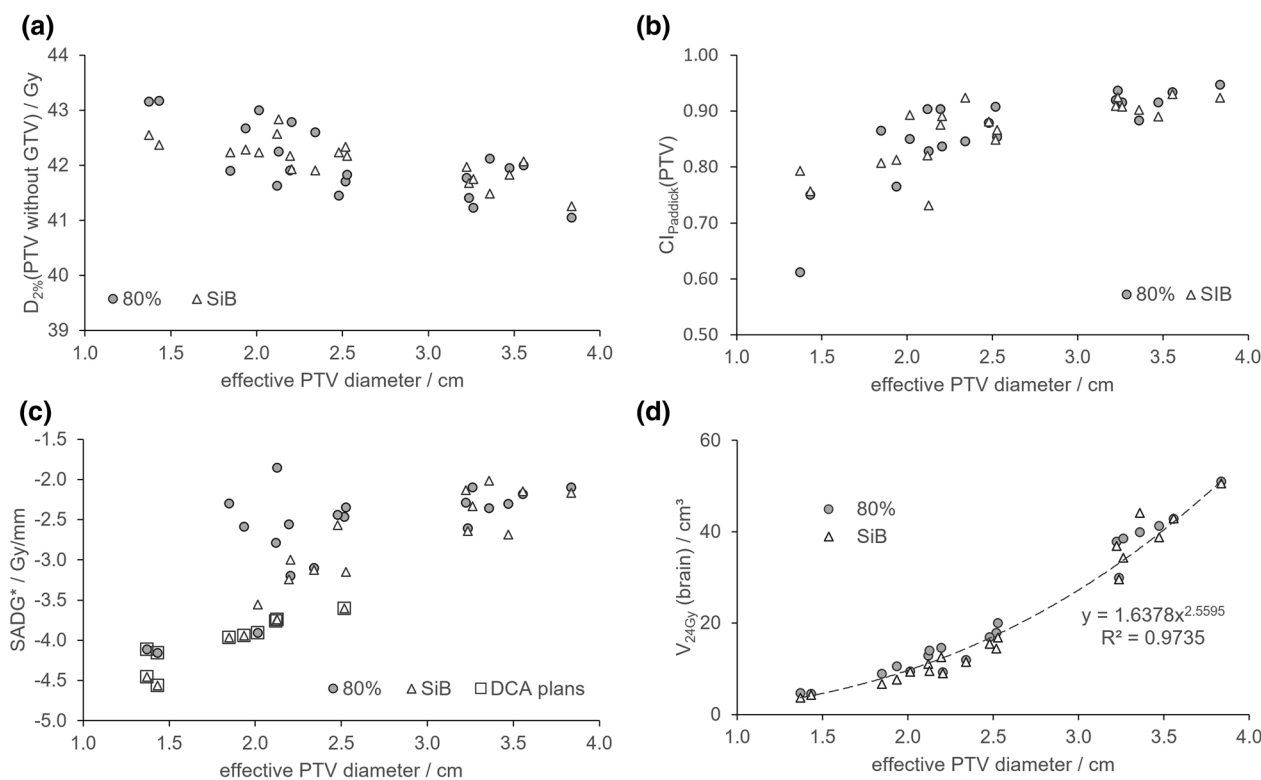 (a)
44
43
42
41
40
39
D2%(PTV without GTV) / Gy
80% SiB
1.0 1.5 2.0 2.5 3.0 3.5 4.0
effective PTV diameter / cm
(b)
1.00
0.90
0.80
0.70
0.60
0.50
CIPaddick(PTV)
80% SIB
1.0 1.5 2.0 2.5 3.0 3.5 4.0
effective PTV diameter / cm
(c)
-1.5
-2.0
-2.5
-3.0
-3.5
-4.0
-4.5
-5.0
SADG* / Gy/mm
80% SiB DCA plans
1.0 1.5 2.0 2.5 3.0 3.5 4.0
effective PTV diameter / cm
(d)
60
40
20
0
V24Gy (brain) / cm³
80%
SiB
y = 1.6378x^2.5595
R² = 0.9735
1.0 1.5 2.0 2.5 3.0 3.5 4.0
effective PTV diameter / cm